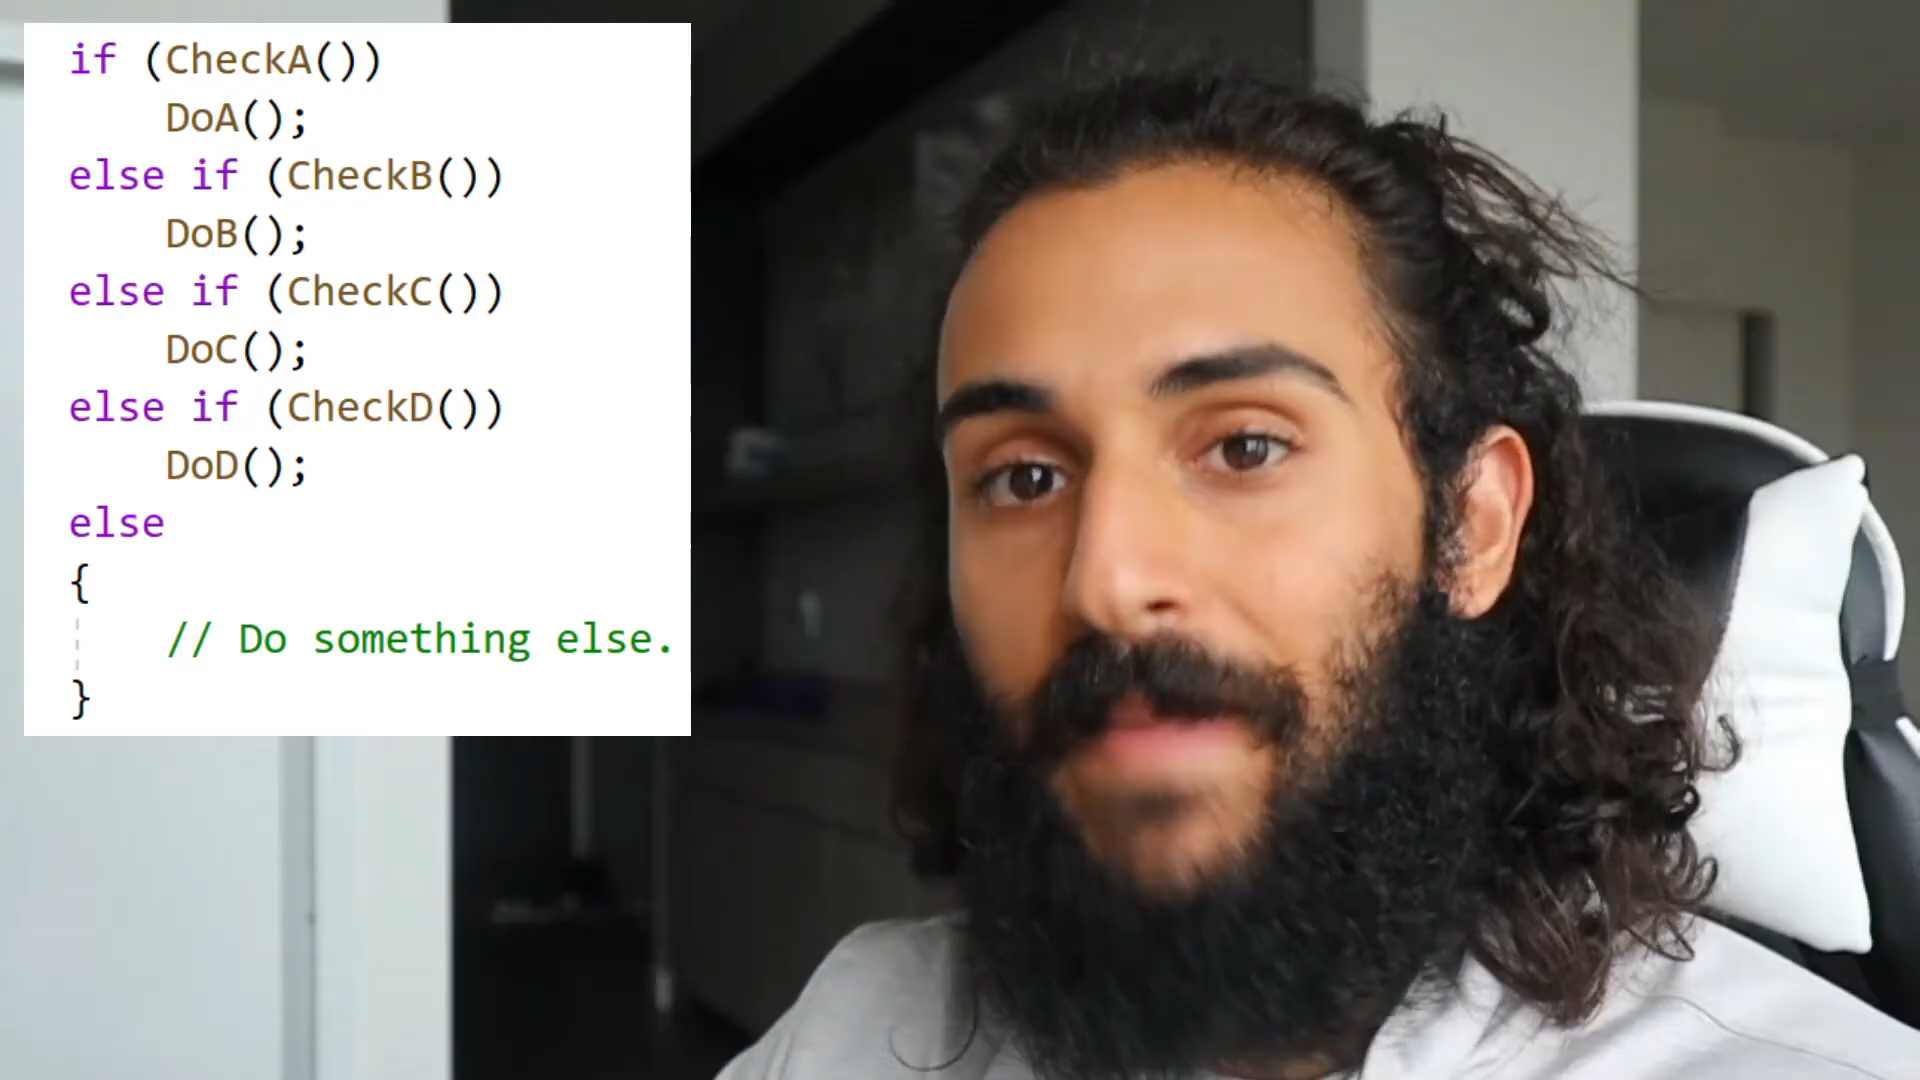 if (CheckA())
DoA();
else if (CheckB())
DoB();
else if (CheckC())
DoC();
else if (CheckD())
DoD();
else
{
// Do something else.
}